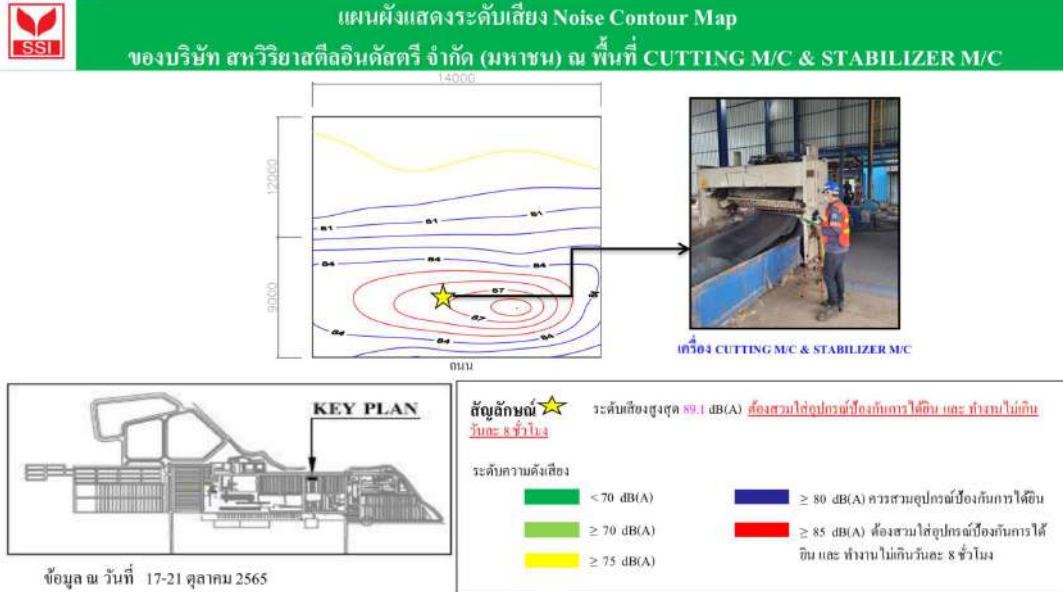 SSI
แผนผังแสดงระดับเสียง Noise Contour Map
ของบริษัท สหวิริยาสตีลอินดัสตรี จำกัด (มหาชน) ณ พื้นที่ CUTTING M/C & STABILIZER M/C
14000
12000
9000
81
81
81
84
84
84
84
87
87
84
84
84
ถนน
เครื่อง CUTTING M/C & STABILIZER M/C
KEY PLAN
ข้อมูล ณ วันที่ 17-21 ตุลาคม 2565
สัญลักษณ์ ระดับเสียงสูงสุด 89.1 dB(A) ต้องสวมใส่อุปกรณ์ป้องกันการได้ยิน และ ทำงานไม่เกิน
วันละ 8 ชั่วโมง
ระดับความดังเสียง
< 70 dB(A)
≥ 70 dB(A)
≥ 75 dB(A)
≥ 80 dB(A) ควรสวมอุปกรณ์ป้องกันการได้ยิน
≥ 85 dB(A) ต้องสวมใส่อุปกรณ์ป้องกันการได้
ยิน และ ทำงานไม่เกินวันละ 8 ชั่วโมง